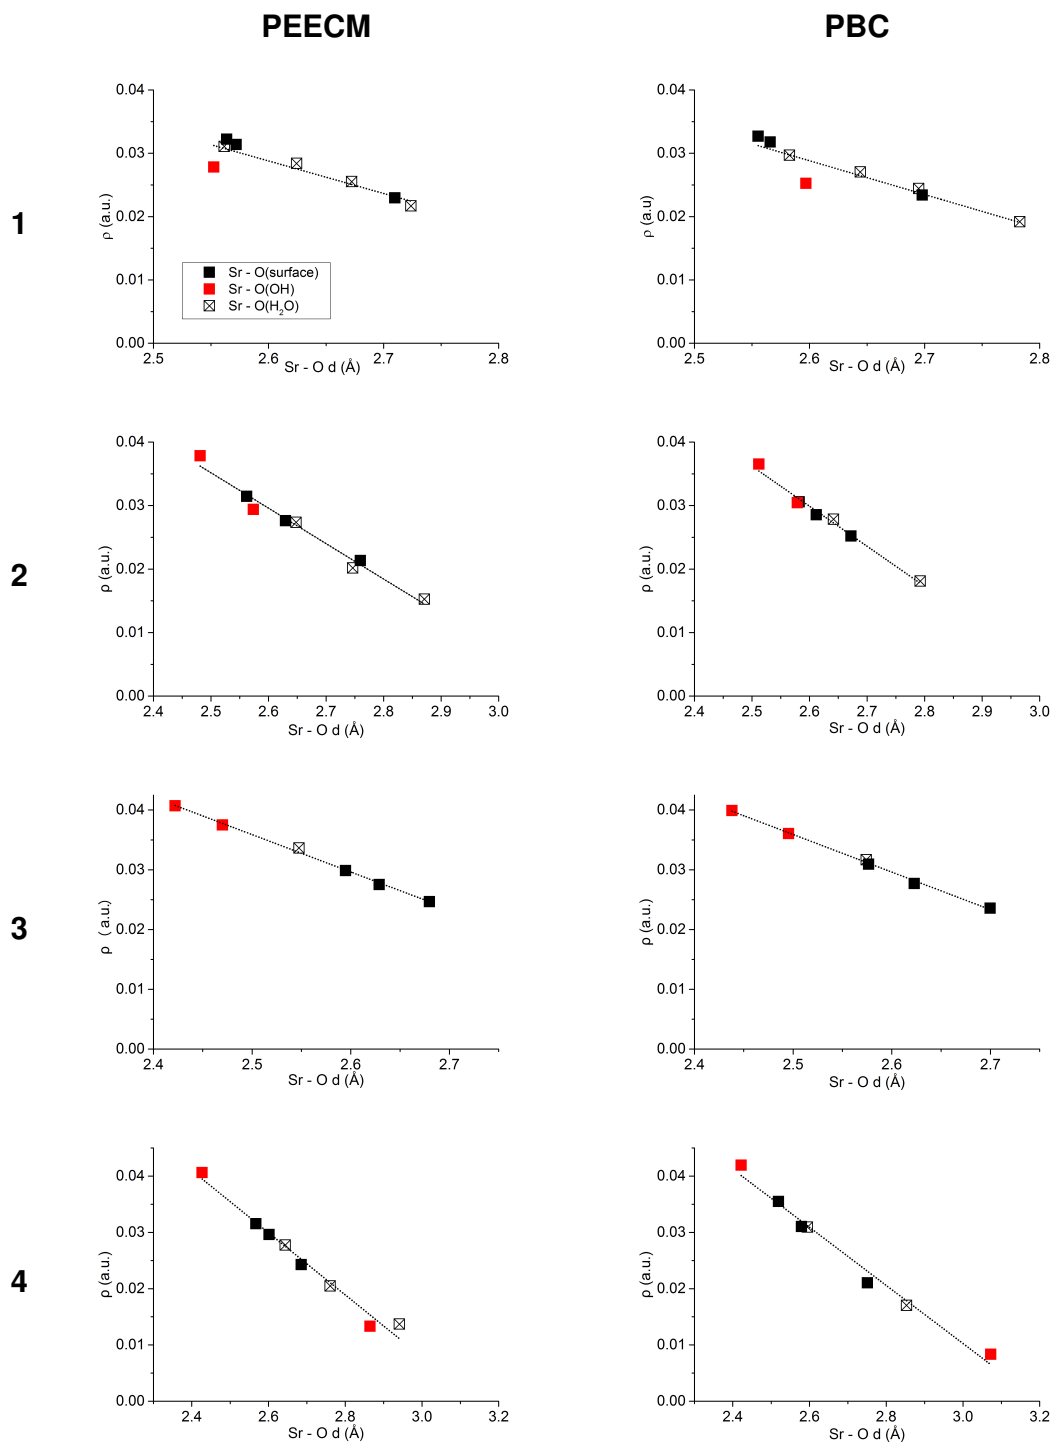 PEECM PBC
1
0.04
0.03
0.02
0.01
0.00
ρ (a.u.)
Sr - O(surface)
Sr - O(OH)
Sr - O(H₂O)
2.5 2.6 2.7 2.8
Sr - O d (Å)
0.04
0.03
0.02
0.01
0.00
ρ (a.u)
2.5 2.6 2.7 2.8
Sr - O d (Å)
2
0.04
0.03
0.02
0.01
0.00
ρ (a.u.)
2.4 2.5 2.6 2.7 2.8 2.9 3.0
Sr - O d (Å)
0.04
0.03
0.02
0.01
0.00
ρ (a.u.)
2.4 2.5 2.6 2.7 2.8 2.9 3.0
Sr - O d (Å)
3
0.04
0.03
0.02
0.01
0.00
ρ ( a.u.)
2.4 2.5 2.6 2.7
Sr - O d (Å)
0.04
0.03
0.02
0.01
0.00
ρ (a.u.)
2.4 2.5 2.6 2.7
Sr - O d (Å)
4
0.04
0.03
0.02
0.01
0.00
ρ (a.u.)
2.4 2.6 2.8 3.0 3.2
Sr - O d (Å)
0.04
0.03
0.02
0.01
0.00
ρ (a.u.)
2.4 2.6 2.8 3.0 3.2
Sr - O d (Å)